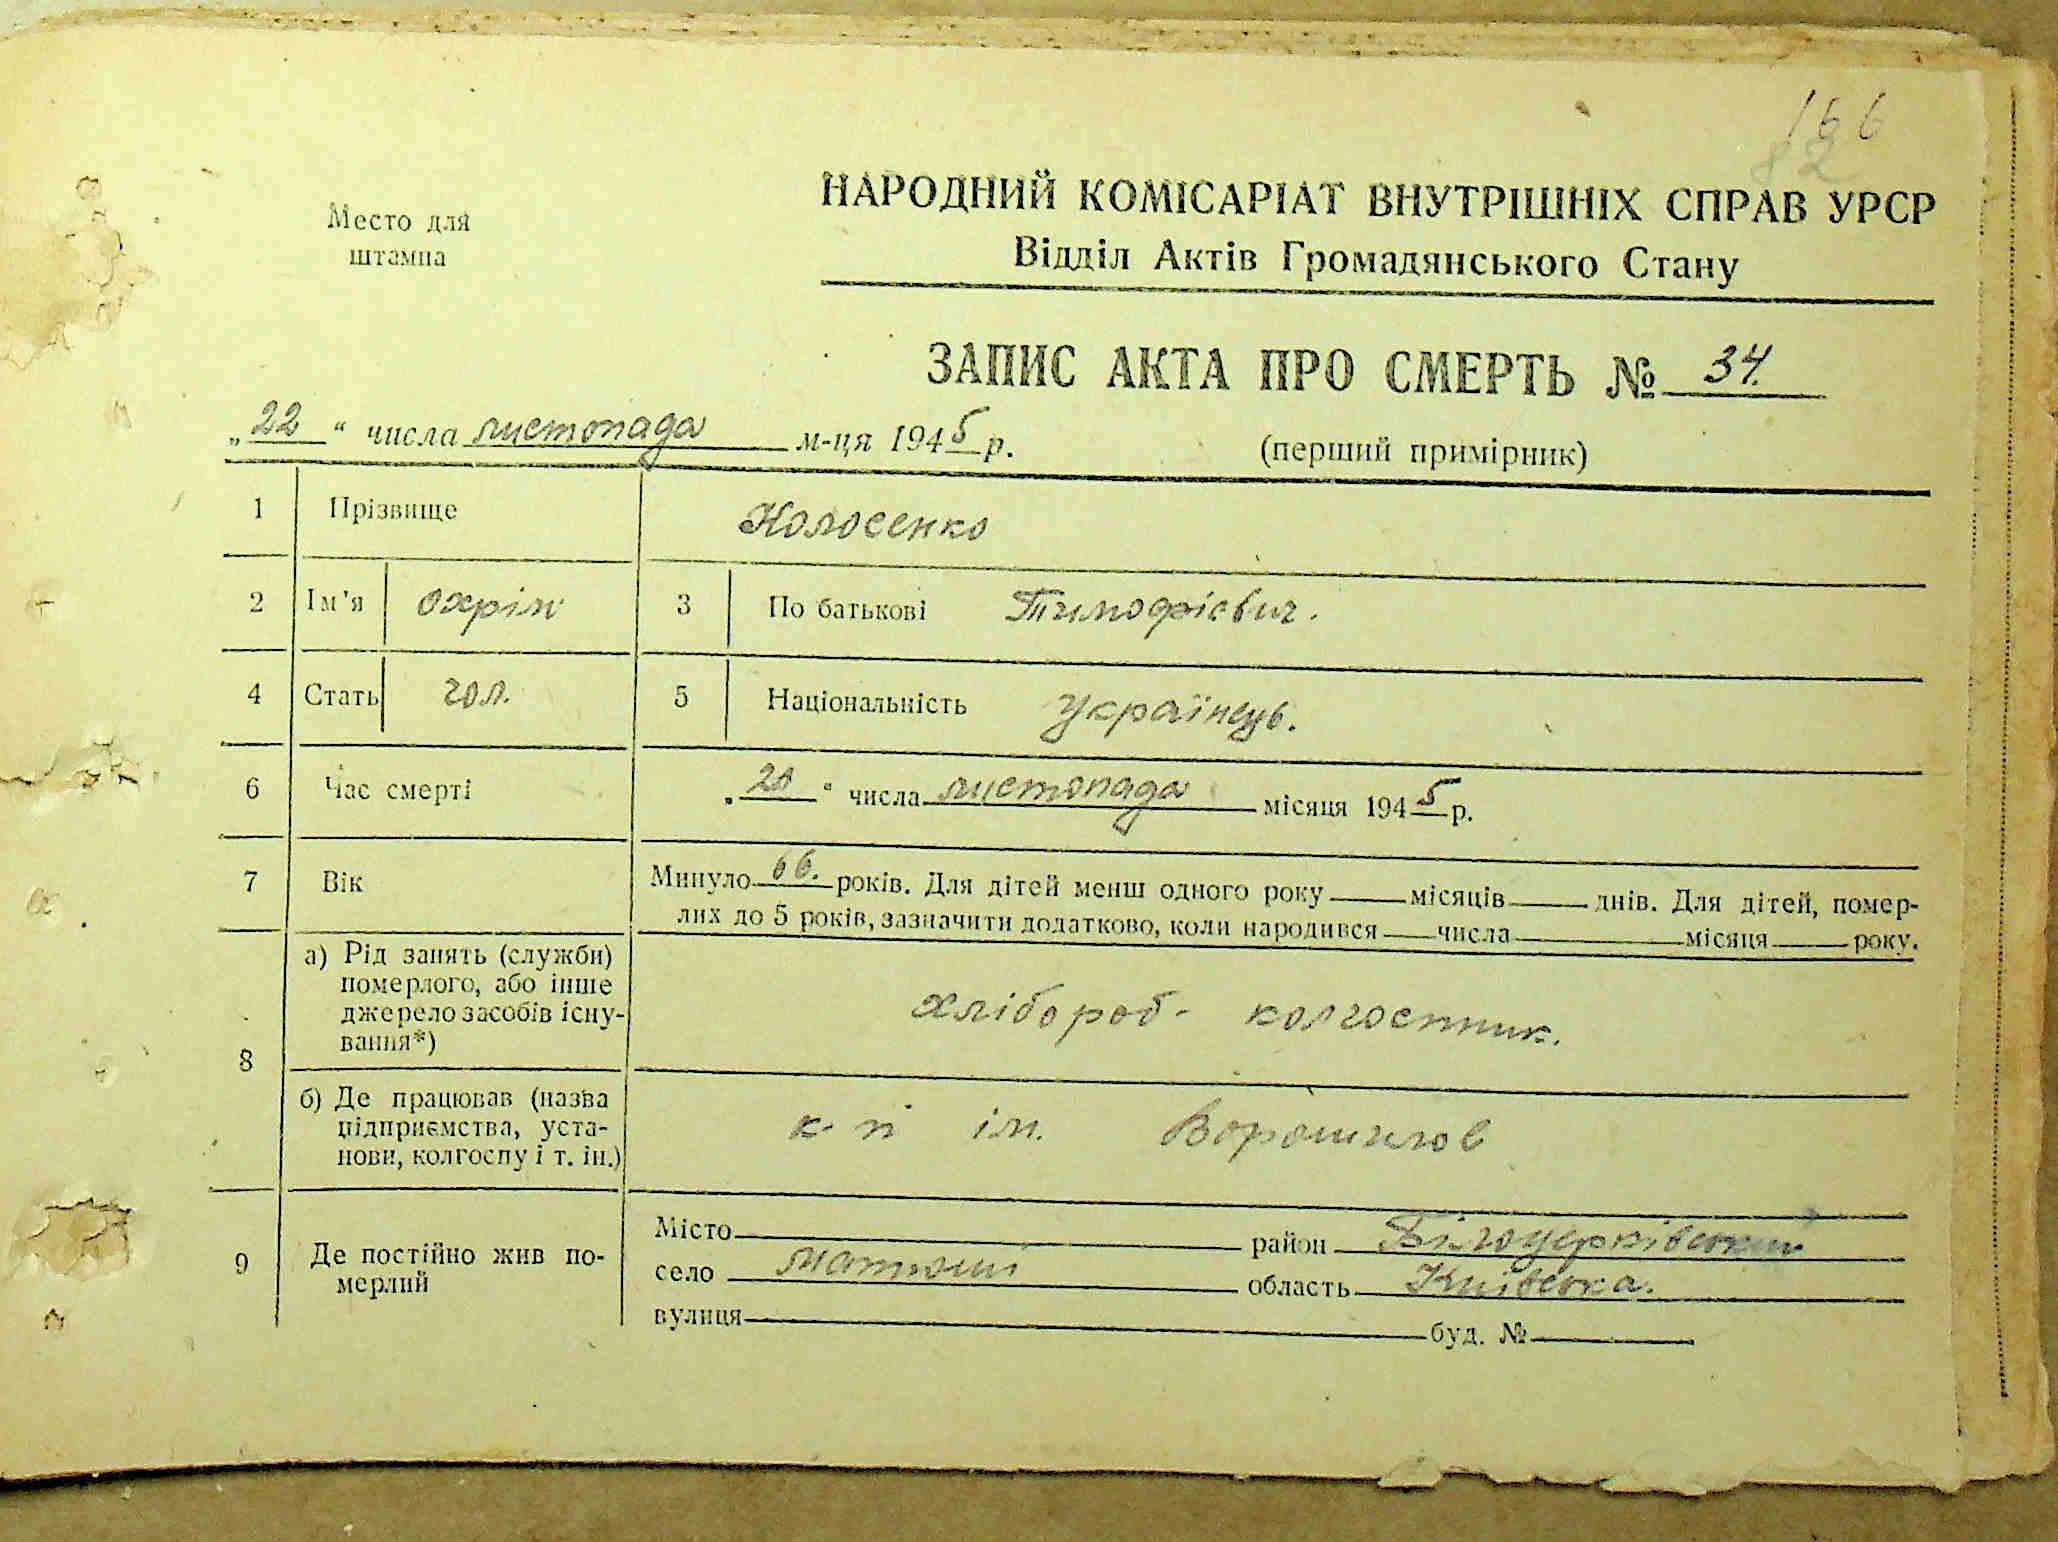 166
82
Место для
штампа
НАРОДНИЙ КОМІСАРІАТ ВНУТРІШНІХ СПРАВ УРСР
Відділ Актів Громадянського Стану
ЗАПИС АКТА ПРО СМЕРТЬ № 34.
„22“ числа листопада м-ця 1945 р.
(перший примірник)
1 Прізвище Колосенко
2 Ім'я Охрім 3 По батькові Тимофієвич.
4 Стать чол. 5 Національність Українець.
6 Час смерті „20“ числа листопада місяця 1945 р.
7 Вік Минуло 66. років. Для дітей менш одного року місяців днів. Для дітей, помер-
лих до 5 років, зазначити додатково, коли народився числа місяця року.
8 а) Рід занять (служби)
померлого, або інше
джерело засобів існу-
вання*)
хлібороб- колгоспник.
б) Де працював (назва
підприємства, уста-
нови, колгоспу і т. ін.)
к-п ім. Ворошилов
9 Де постійно жив по-
мерлий
Місто район Білоцерківський
село Матюші область Київська.
вулиця буд. №